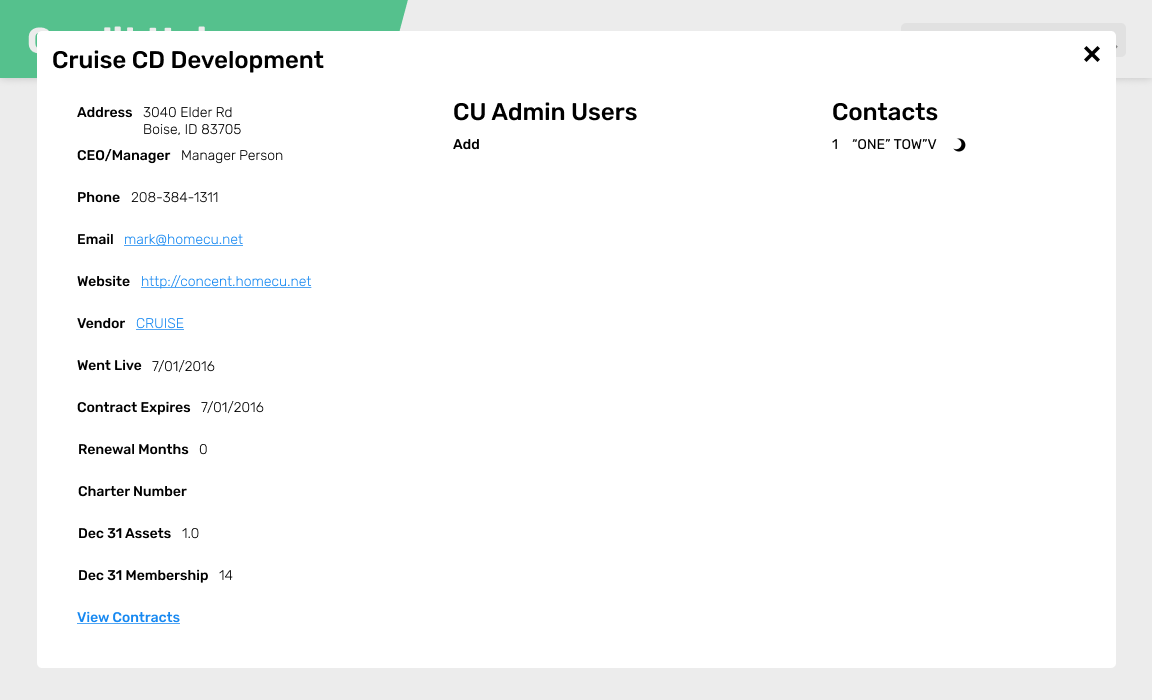 Cruise CD Development
Address 3040 Elder Rd
Boise, ID 83705
CEO/Manager Manager Person
Phone 208-384-1311
Email mark@homecu.net
Website http://concent.homecu.net
Vendor CRUISE
Went Live 7/01/2016
Contract Expires 7/01/2016
Renewal Months 0
Charter Number
Dec 31 Assets 1.0
Dec 31 Membership 14
View Contracts
CU Admin Users
Add
Contacts
1 “ONE” TOW”V